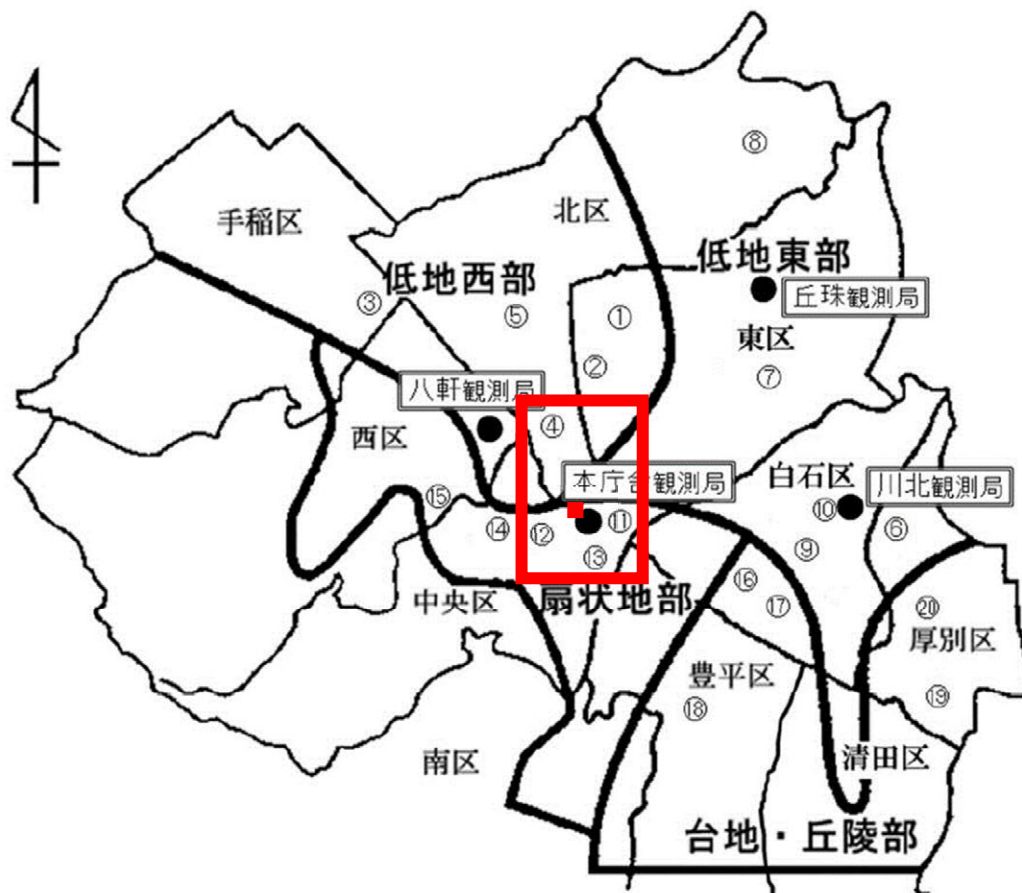 ⑧
北区
手稲区
低地東部
低地西部
丘珠観測局
③
⑤
①
東区
②
⑦
八軒観測局
④
西区
白石区
本庁舎観測局
川北観測局
⑮
⑩
⑭
⑫
⑪
⑥
⑬
⑨
⑯
中央区
扇状地部
⑰
⑳
厚別区
豊平区
⑱
⑲
南区
清田区
台地・丘陵部